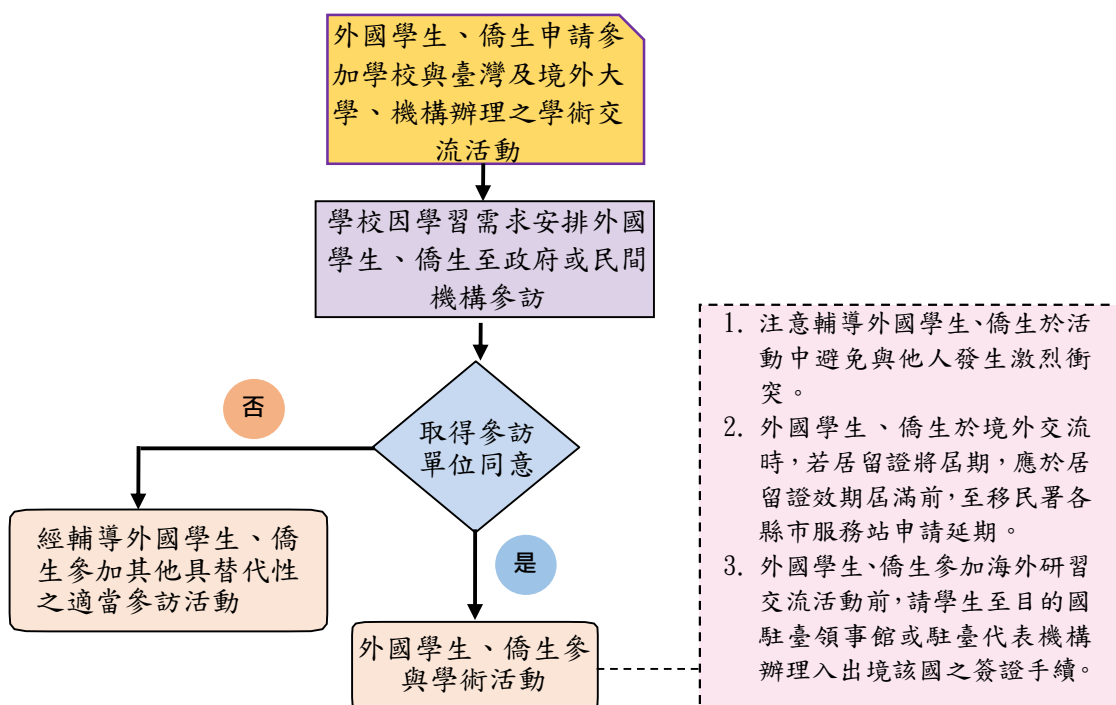 外國學生、僑生申請參
加學校與臺灣及境外大
學、機構辦理之學術交
流活動
學校因學習需求安排外國
學生、僑生至政府或民間
機構參訪
取得參訪
單位同意
否
經輔導外國學生、僑
生參加其他具替代性
之適當參訪活動
是
外國學生、僑生參
與學術活動
1. 注意輔導外國學生、僑生於活
動中避免與他人發生激烈衝
突。
2. 外國學生、僑生於境外交流
時，若居留證將屆期，應於居
留證效期屆滿前，至移民署各
縣市服務站申請延期。
3. 外國學生、僑生參加海外研習
交流活動前，請學生至目的國
駐臺領事館或駐臺代表機構
辦理入出境該國之簽證手續。